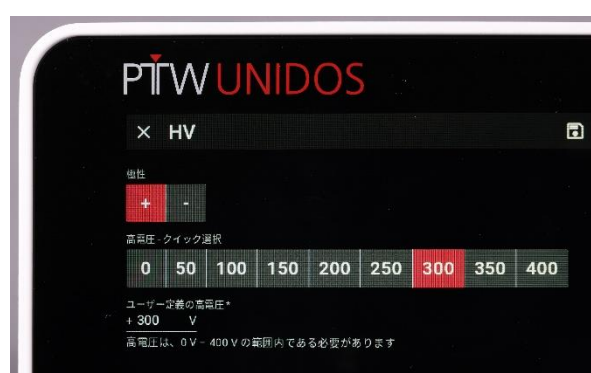 PTW UNIDOS
× HV
極性
+ -
高電圧 - クイック選択
0 50 100 150 200 250 300 350 400
ユーザー定義の高電圧*
+ 300 V
高電圧は、0 V - 400 V の範囲内である必要があります